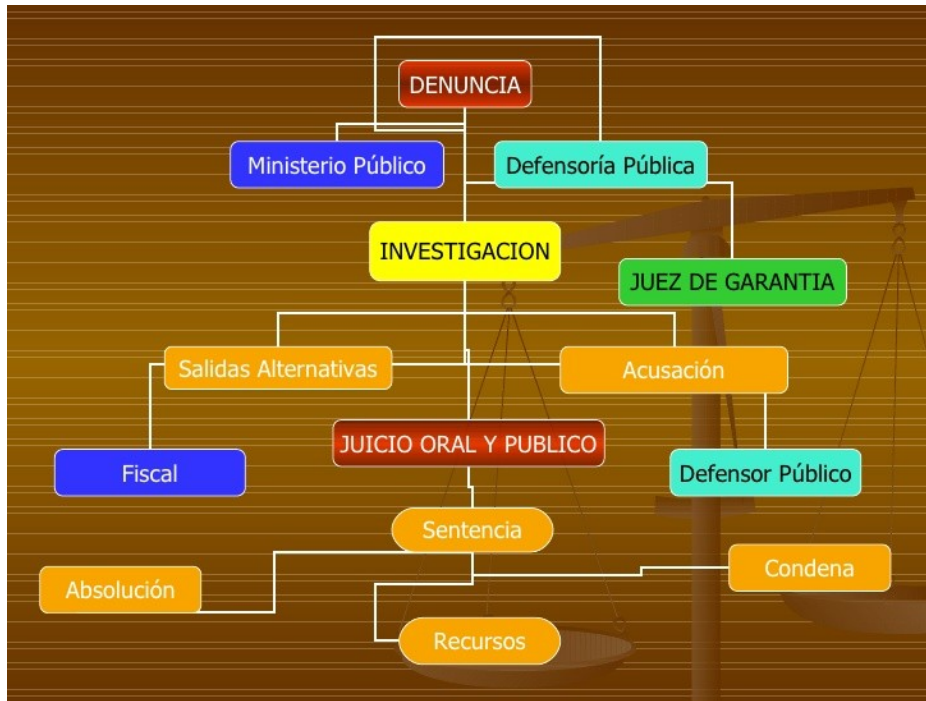 DENUNCIA
Ministerio Público
Defensoría Pública
INVESTIGACION
JUEZ DE GARANTIA
Salidas Alternativas
Acusación
JUICIO ORAL Y PUBLICO
Fiscal
Defensor Público
Sentencia
Absolución
Condena
Recursos